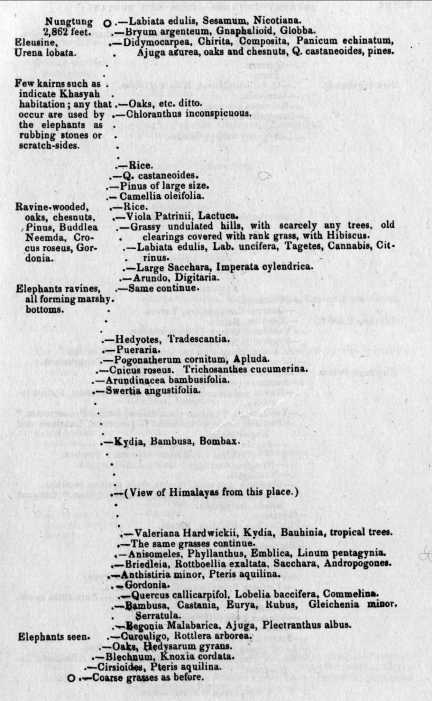 Nungtung O.—Labiata edulis, Sesamum, Nicotiana.
2,862 feet. .—Bryum argenteum, Gnaphalioid, Globba.
Eleusine, .—Didymocarpea, Chirita, Composita, Panicum echinatum,
Urena lobata. . Ajuga azurea, oaks and chesnuts, Q. castaneoides, pines.
Few kairns such as .
indicate Khasyah .
habitation; any that .—Oaks, etc. ditto.
occur are used by .—Chloranthus inconspicuous.
the elephants as .
rubbing stones or .
scratch-sides. .
.—Rice.
.—Q. castaneoides.
.—Pinus of large size.
.—Camellia oleifolia.
Ravine-wooded, .—Rice.
oaks, chesnuts, .—Viola Patrinii, Lactuca.
Pinus, Buddlea .—Grassy undulated hills, with scarcely any trees, old
Neemda, Cro- . clearings covered with rank grass, with Hibiscus.
cus roseus, Gor- .—Labiata edulis, Lab. uncifera, Tagetes, Cannabis, Cit-
donia. . rinus.
.—Large Sacchara, Imperata cylendrica.
.—Arundo, Digitaria.
Elephants ravines, .—Same continue.
all forming marshy .
bottoms. .
.—Hedyotes, Tradescantia.
.—Pueraria.
.—Pogonatherum cornitum, Apluda.
.—Cnicus roseus. Trichosanthes cucumerina.
.—Arundinacea bambusifolia.
.—Swertia angustifolia.
.—Kydia, Bambusa, Bombax.
.—(View of Himalayas from this place.)
.—Valeriana Hardwickii, Kydia, Bauhinia, tropical trees.
.—The same grasses continue.
.—Anisomeles, Phyllanthus, Emblica, Linum pentagynia.
.—Briedleia, Rottboellia exaltata, Sacchara, Andropogones.
.—Anthistiria minor, Pteris aquilina.
.—Gordonia.
.—Quercus callicarpifol, Lobelia baccifera, Commelina.
.—Bambusa, Castania, Eurya, Rubus, Gleichenia minor,
Serratula.
.—Begonia Malabarica, Ajuga, Plectranthus albus.
Elephants seen. .—Curouligo, Rottlera arborea.
.—Oaks, Hedysarum gyrans.
.—Blechnum, Knoxia cordata.
.—Cirsioides, Pteris aquilina.
O.—Coarse grasses as before.